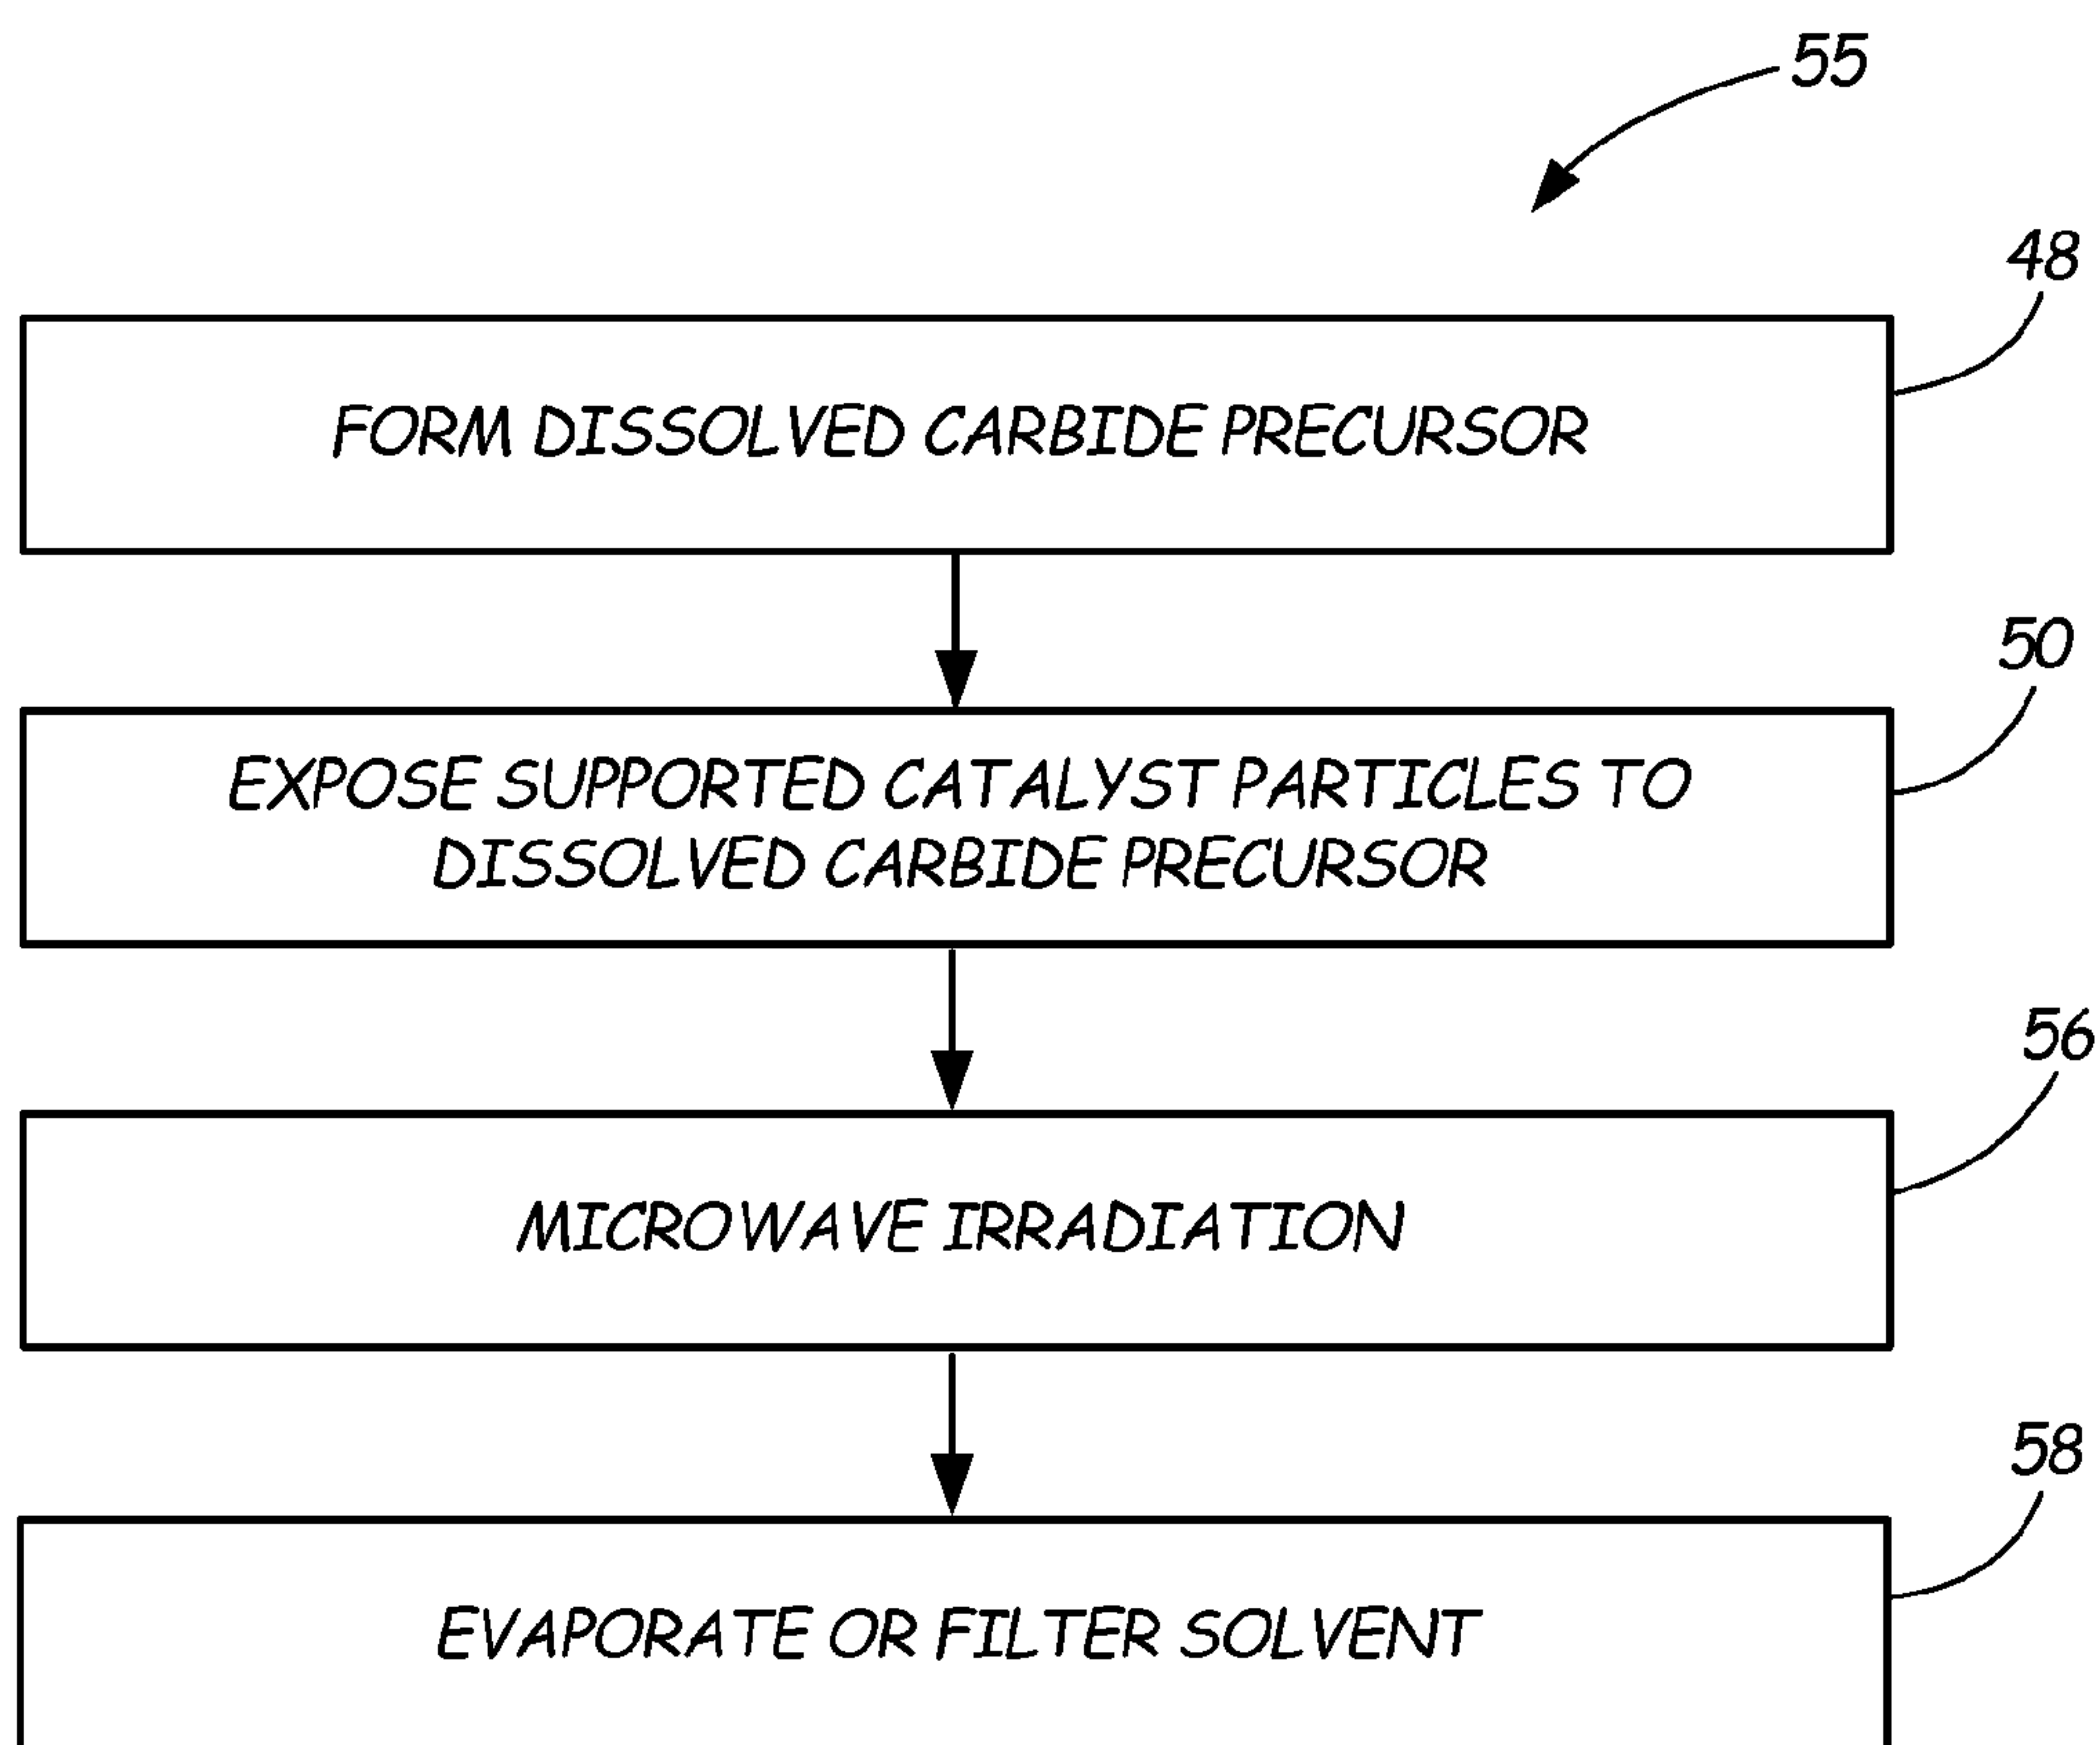 55
48
FORM DISSOLVED CARBIDE PRECURSOR
50
EXPOSE SUPPORTED CATALYST PARTICLES TO
DISSOLVED CARBIDE PRECURSOR
56
MICROWAVE IRRADIATION
58
EVAPORATE OR FILTER SOLVENT